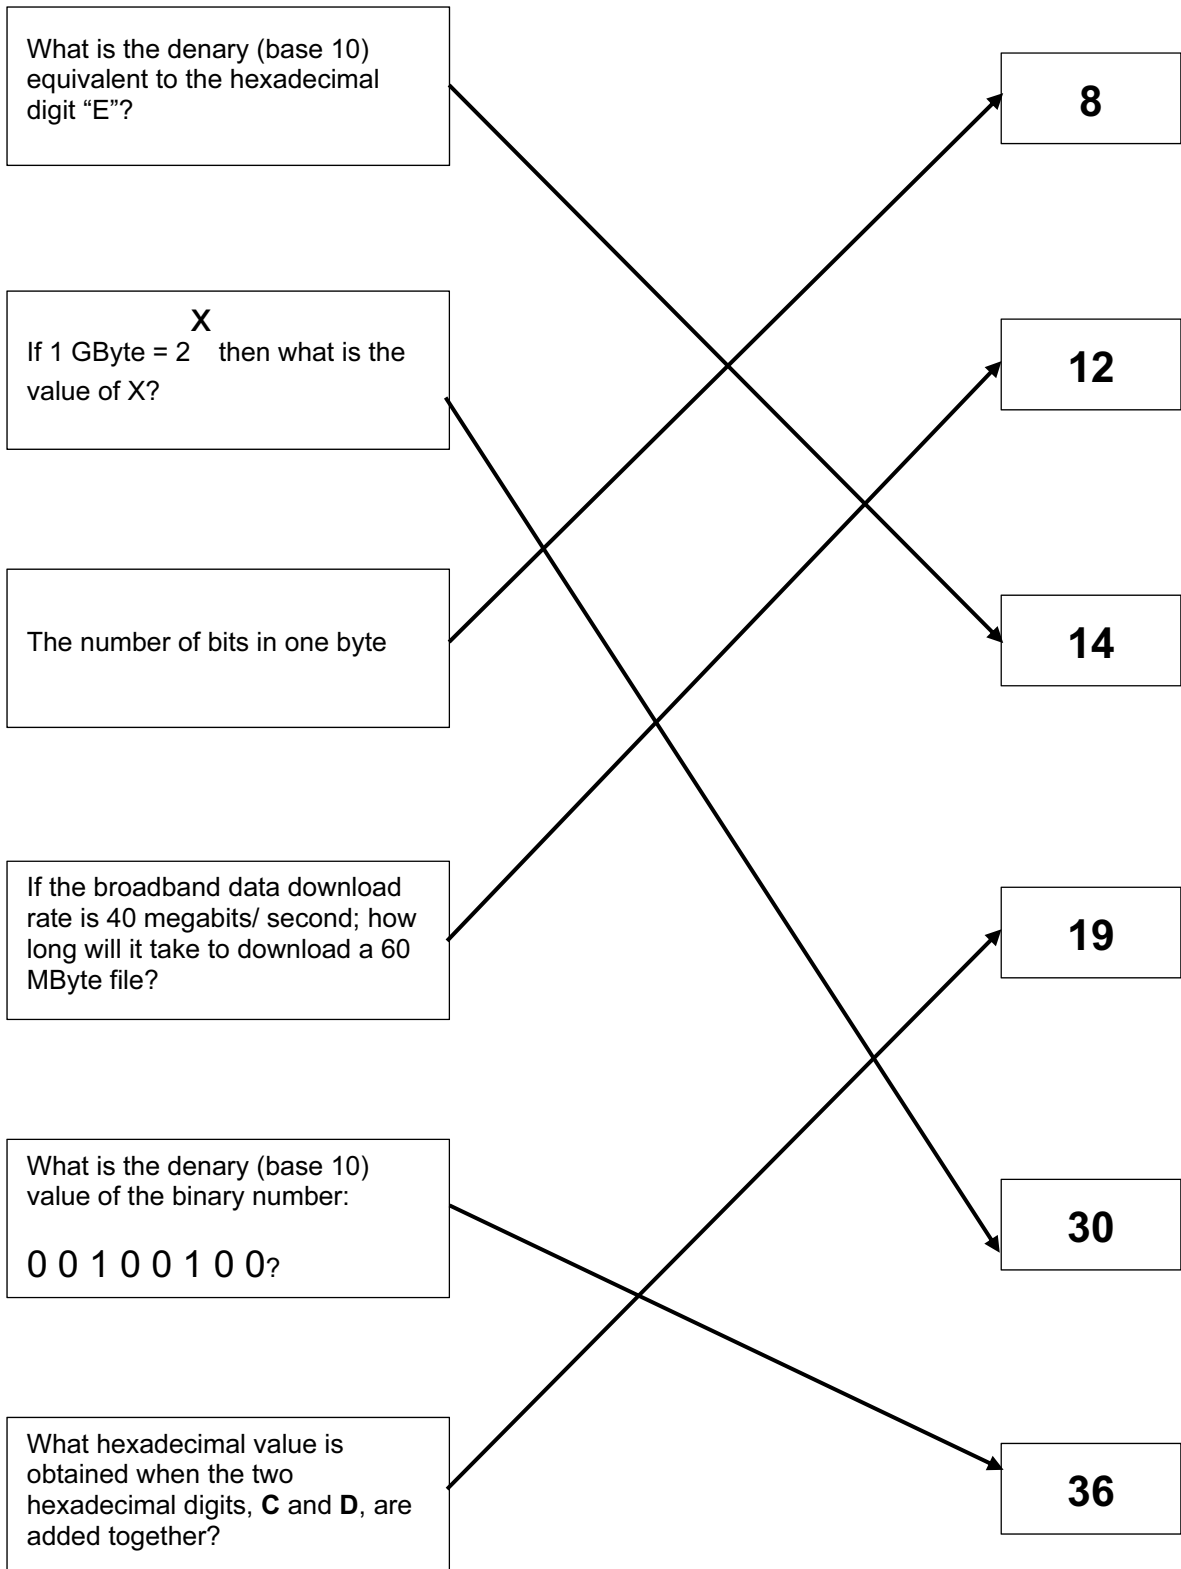 What is the denary (base 10)
equivalent to the hexadecimal
digit “E”?
8
If 1 GByte = 2^X then what is the
value of X?
12
The number of bits in one byte
14
If the broadband data download
rate is 40 megabits/ second; how
long will it take to download a 60
MByte file?
19
What is the denary (base 10)
value of the binary number:
0 0 1 0 0 1 0 0?
30
What hexadecimal value is
obtained when the two
hexadecimal digits, C and D, are
added together?
36